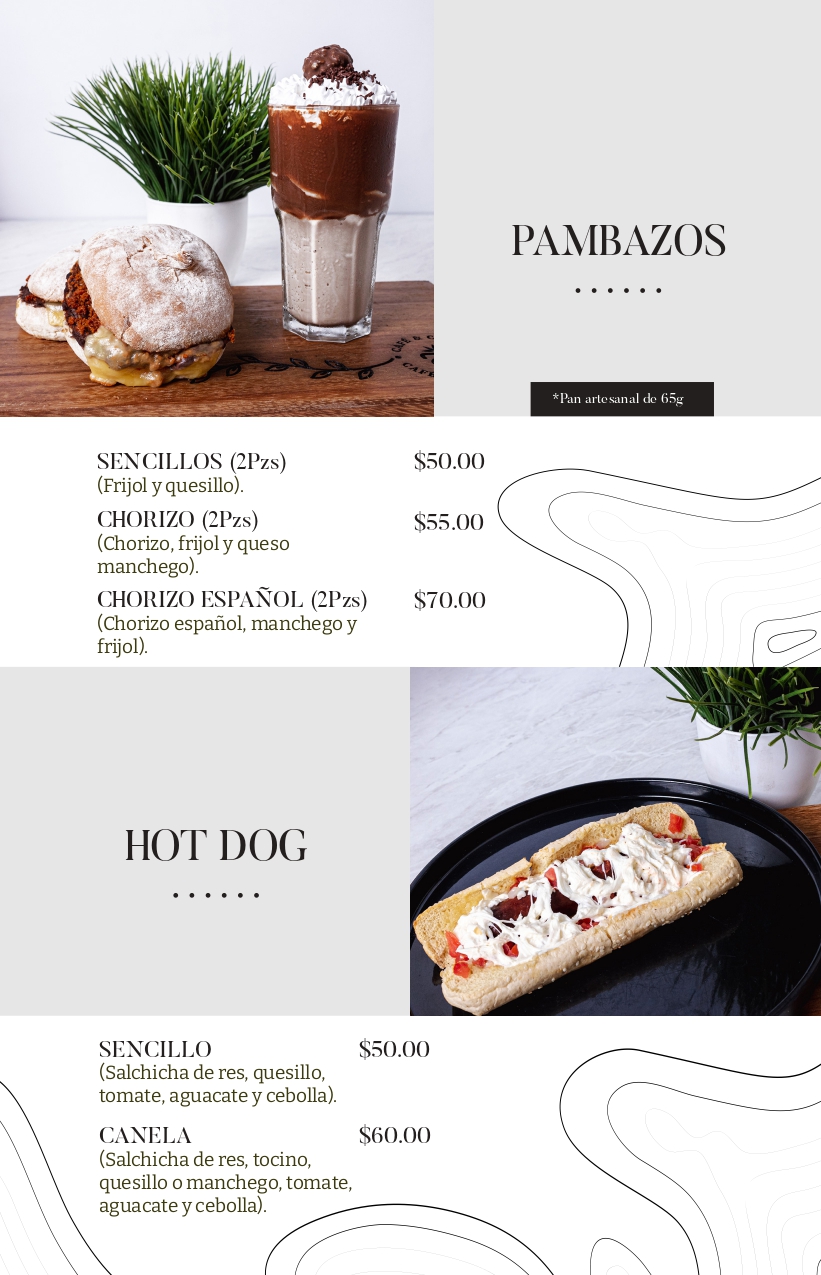 PAMBAZOS
*Pan artesanal de 65g
SENCILLOS (2Pzs) $50.00
(Frijol y quesillo).
CHORIZO (2Pzs) $55.00
(Chorizo, frijol y queso
manchego).
CHORIZO ESPAÑOL (2Pzs) $70.00
(Chorizo español, manchego y
frijol).
HOT DOG
SENCILLO $50.00
(Salchicha de res, quesillo,
tomate, aguacate y cebolla).
CANELA $60.00
(Salchicha de res, tocino,
quesillo o manchego, tomate,
aguacate y cebolla).